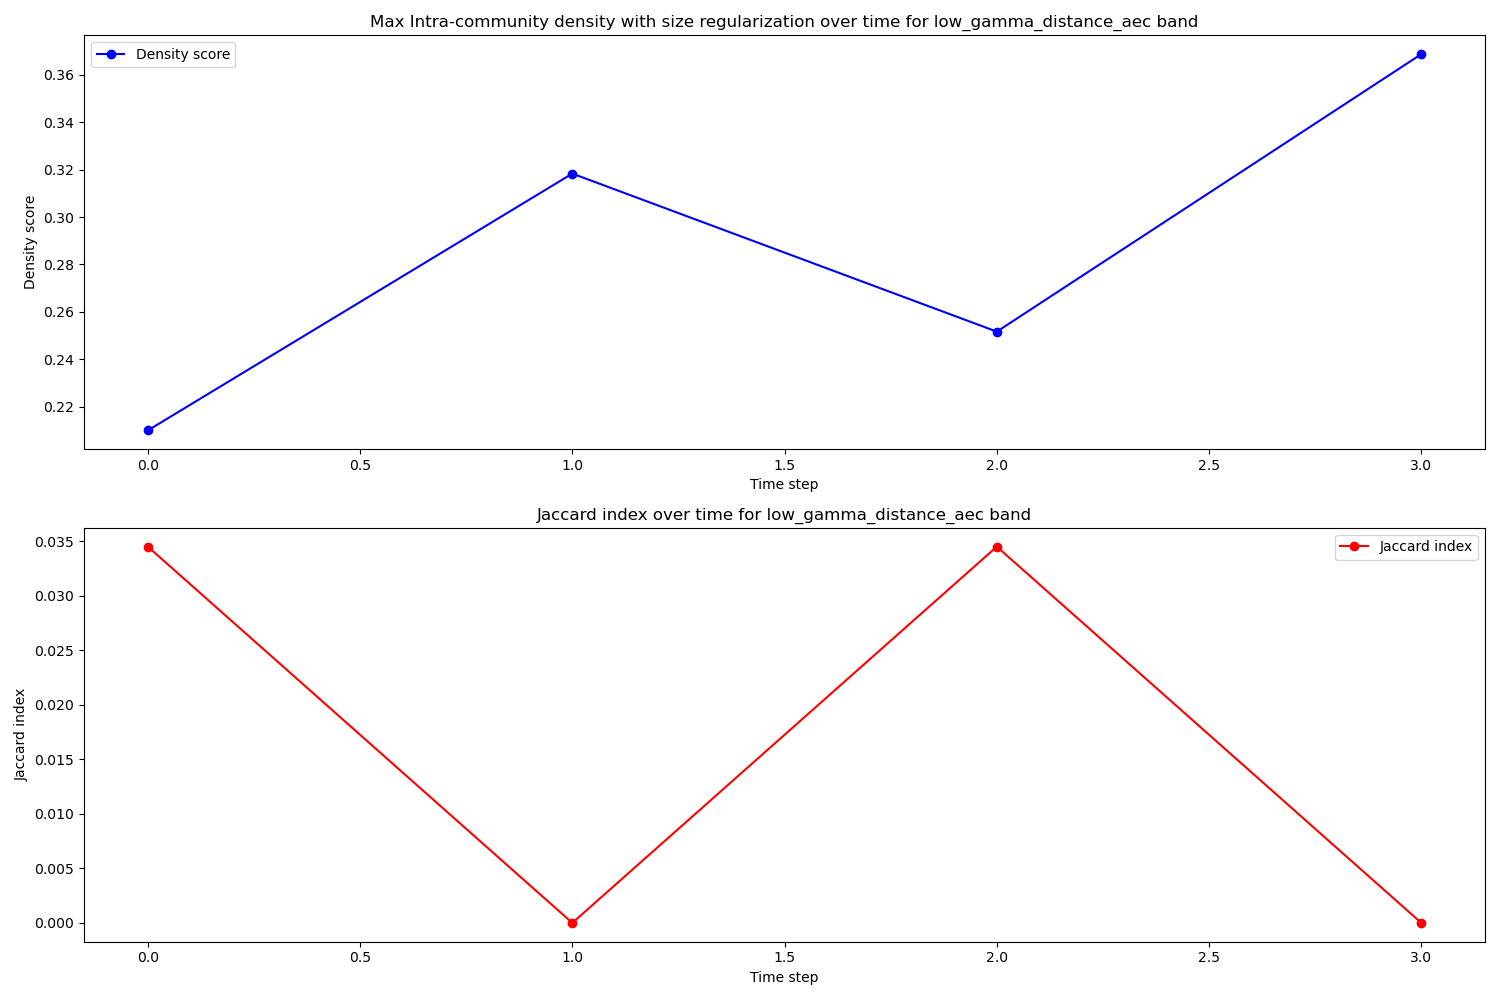 Max Intra-community density with size regularization over time for low_gamma_distance_aec band
Density score
0.36
0.34
0.32
0.30
0.28
0.26
0.24
0.22
Density score
0.0 0.5 1.0 1.5 2.0 2.5 3.0
Time step
Jaccard index over time for low_gamma_distance_aec band
Jaccard index
0.035
0.030
0.025
0.020
0.015
0.010
0.005
0.000
Jaccard index
0.0 0.5 1.0 1.5 2.0 2.5 3.0
Time step